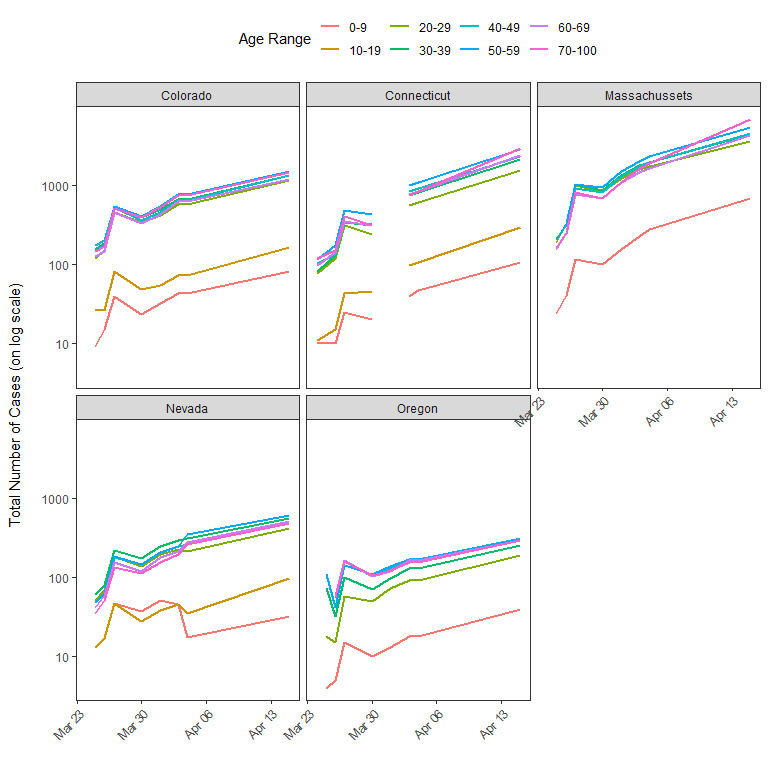 Age Range
0-9 20-29 40-49 60-69
10-19 30-39 50-59 70-100
Colorado Connecticut Massachussets
1000
100
10
Mar 23 Mar 30 Apr 06 Apr 13
Total Number of Cases (on log scale)
Nevada Oregon
1000
100
10
Mar 23 Mar 30 Apr 06 Apr 13 Mar 23 Mar 30 Apr 06 Apr 13